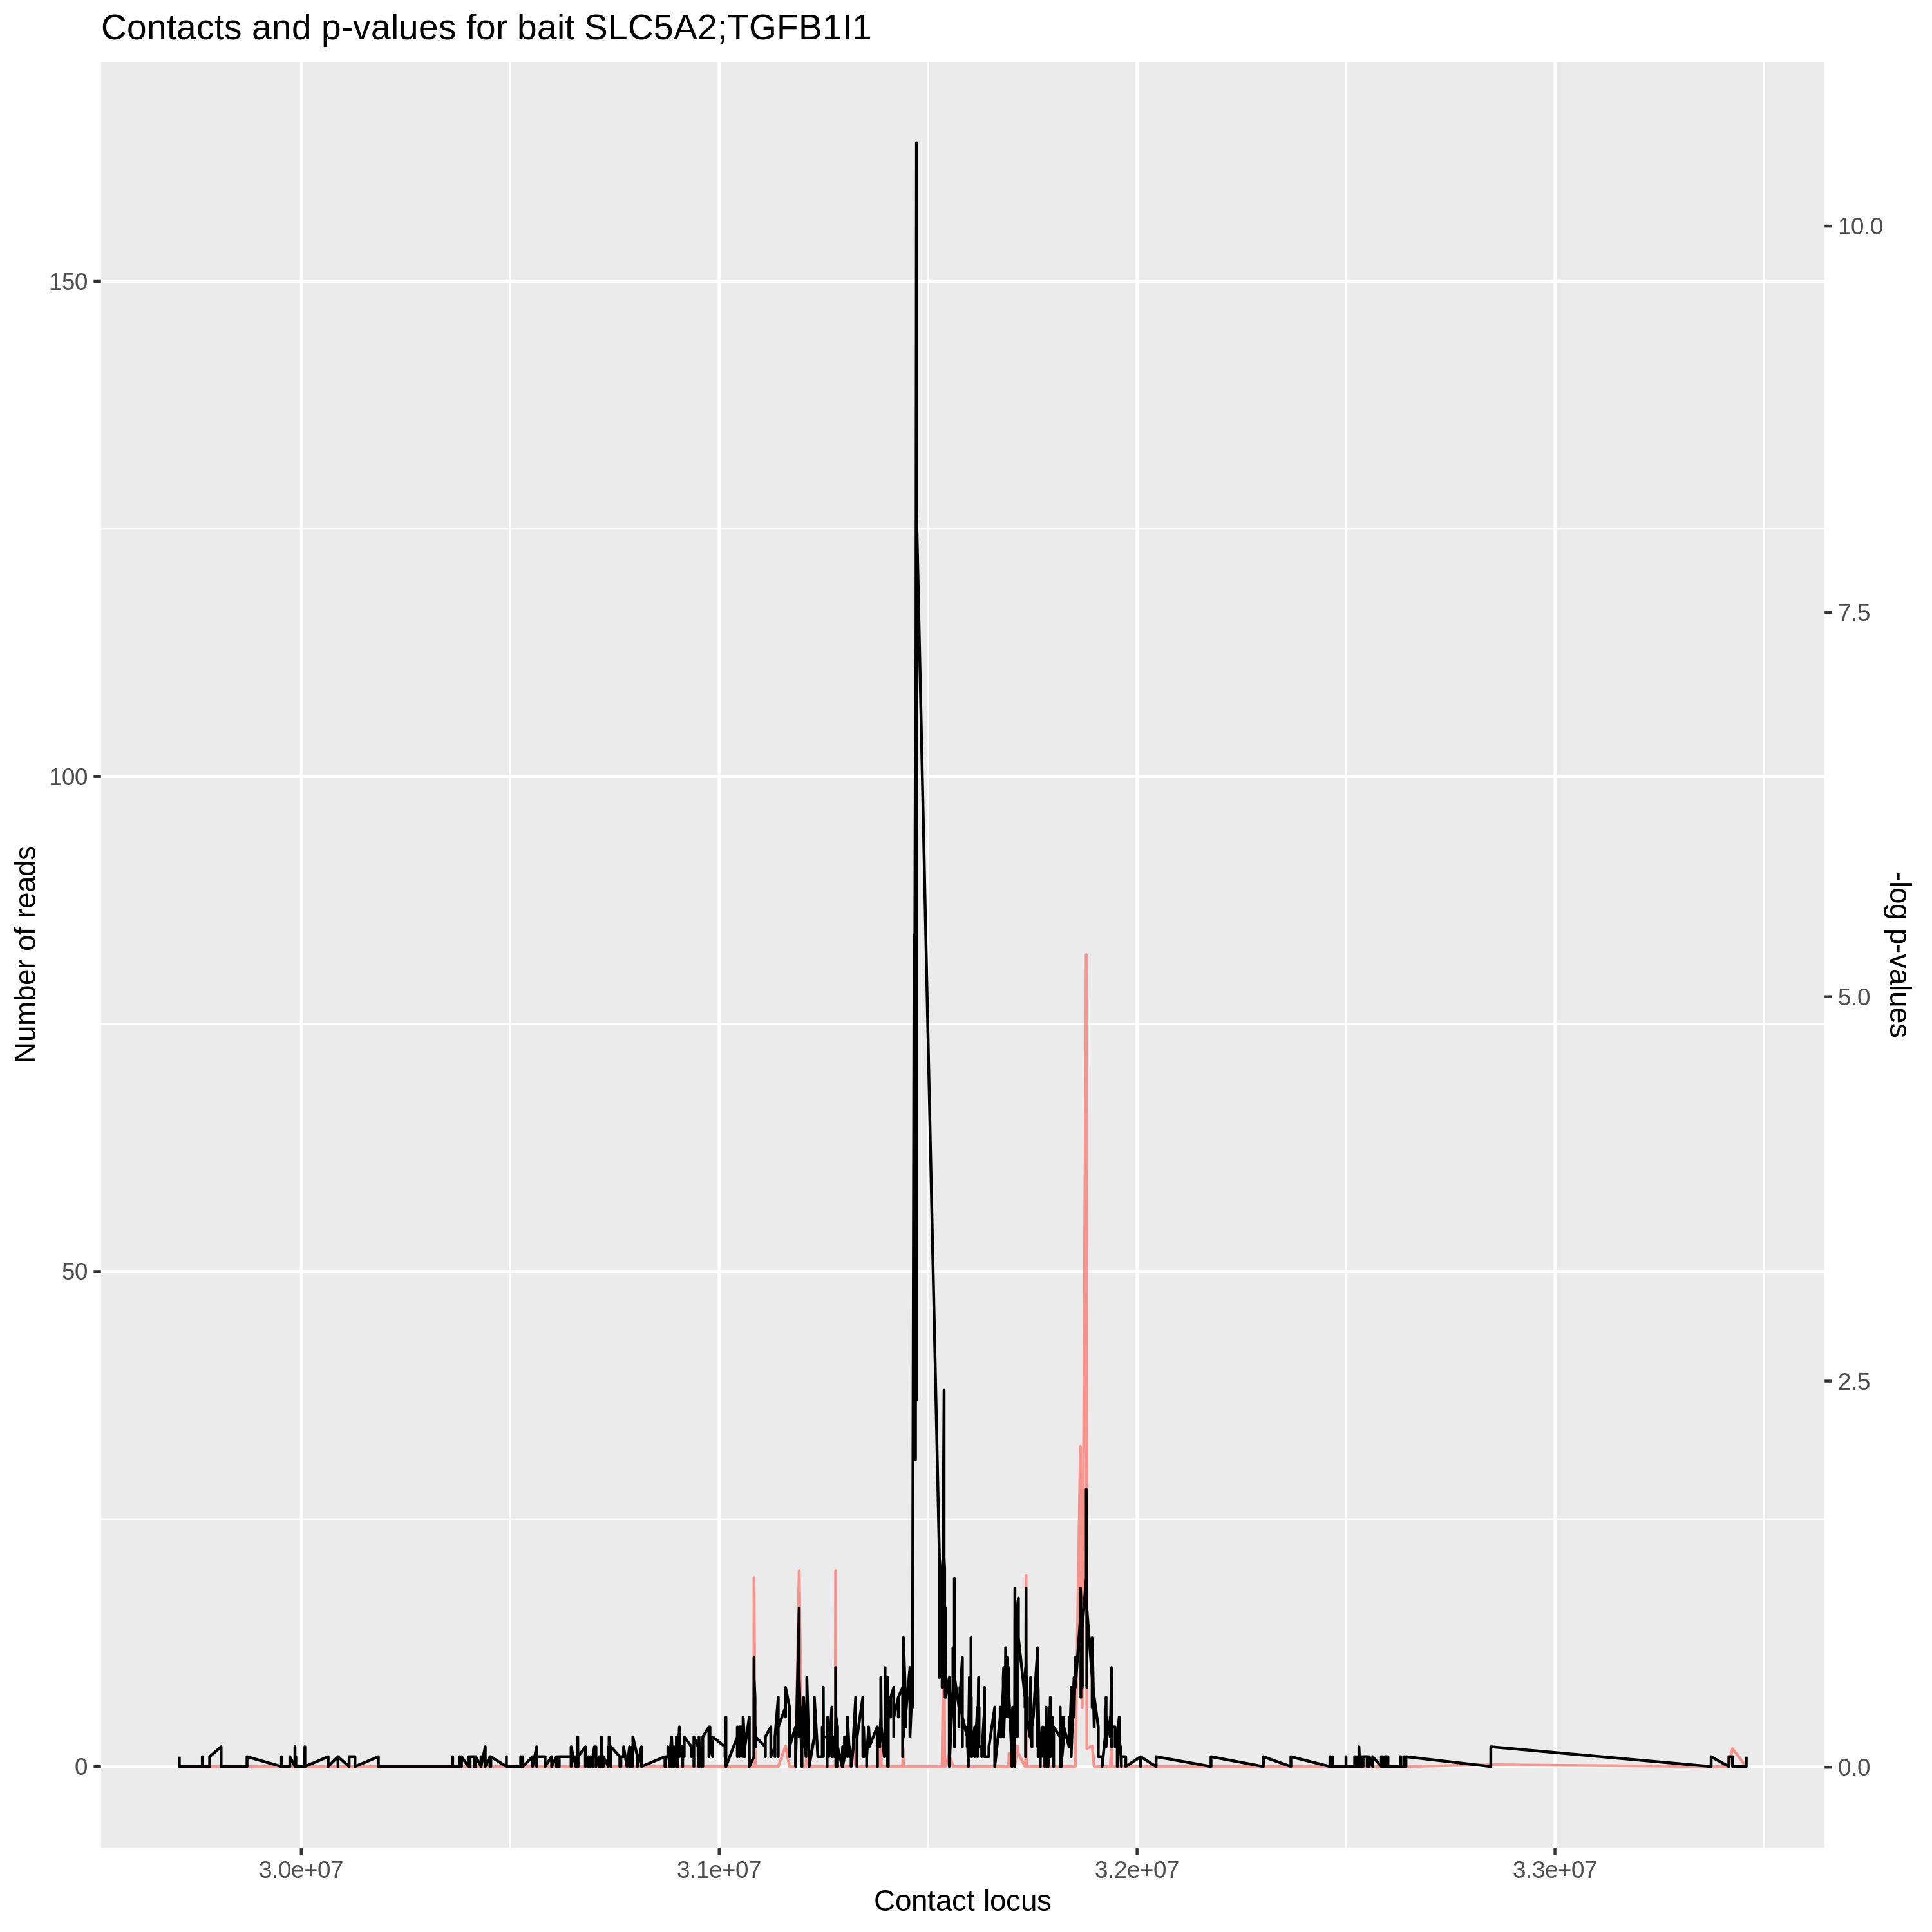 Contacts and p-values for bait SLC5A2;TGFB1I1
150
100
50
0
Number of reads
10.0
7.5
5.0
2.5
0.0
-log p-values
3.0e+07
3.1e+07
3.2e+07
3.3e+07
Contact locus